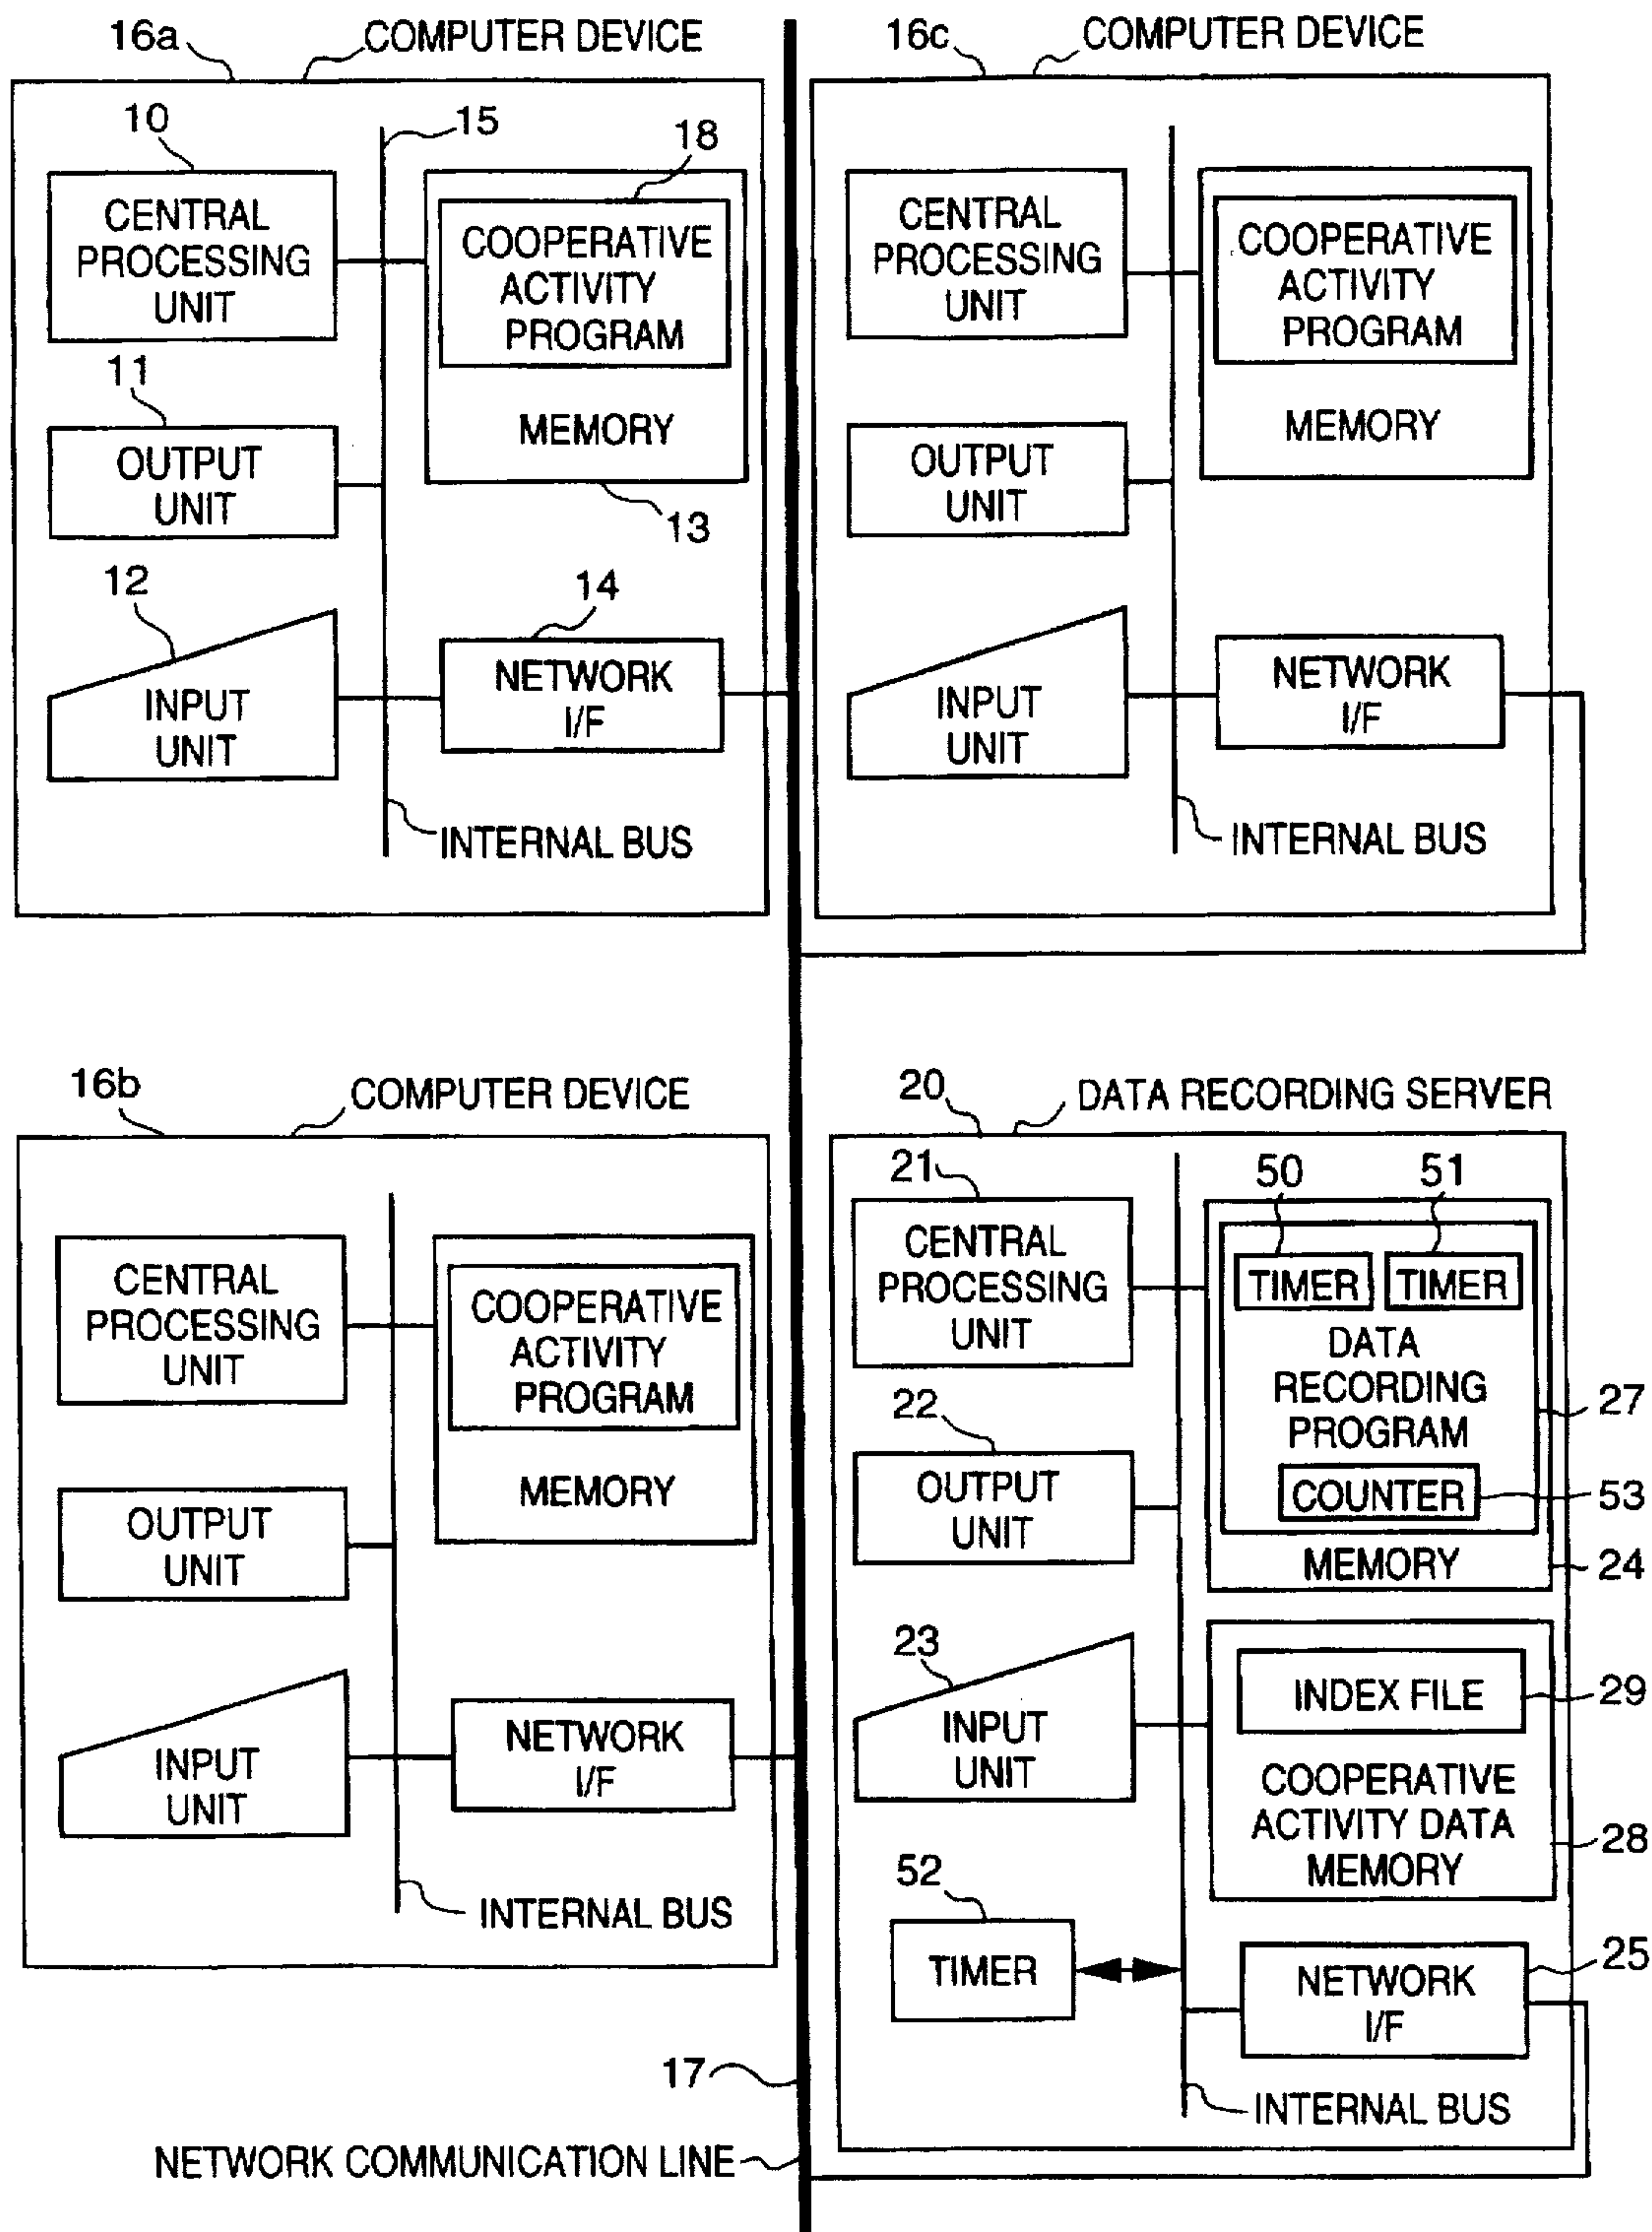 16a
COMPUTER DEVICE
10
15
18
CENTRAL
PROCESSING
UNIT
COOPERATIVE
ACTIVITY
PROGRAM
MEMORY
13
11
OUTPUT
UNIT
12
INPUT
UNIT
14
NETWORK
I/F
INTERNAL BUS
16c
COMPUTER DEVICE
CENTRAL
PROCESSING
UNIT
COOPERATIVE
ACTIVITY
PROGRAM
MEMORY
OUTPUT
UNIT
INPUT
UNIT
NETWORK
I/F
INTERNAL BUS
16b
COMPUTER DEVICE
CENTRAL
PROCESSING
UNIT
COOPERATIVE
ACTIVITY
PROGRAM
MEMORY
OUTPUT
UNIT
INPUT
UNIT
NETWORK
I/F
INTERNAL BUS
20
DATA RECORDING SERVER
21
CENTRAL
PROCESSING
UNIT
50
51
TIMER
TIMER
DATA
RECORDING
PROGRAM
27
COUNTER
53
MEMORY
24
22
OUTPUT
UNIT
23
INPUT
UNIT
INDEX FILE
29
COOPERATIVE
ACTIVITY DATA
MEMORY
28
52
TIMER
NETWORK
I/F
25
INTERNAL BUS
17
NETWORK COMMUNICATION LINE